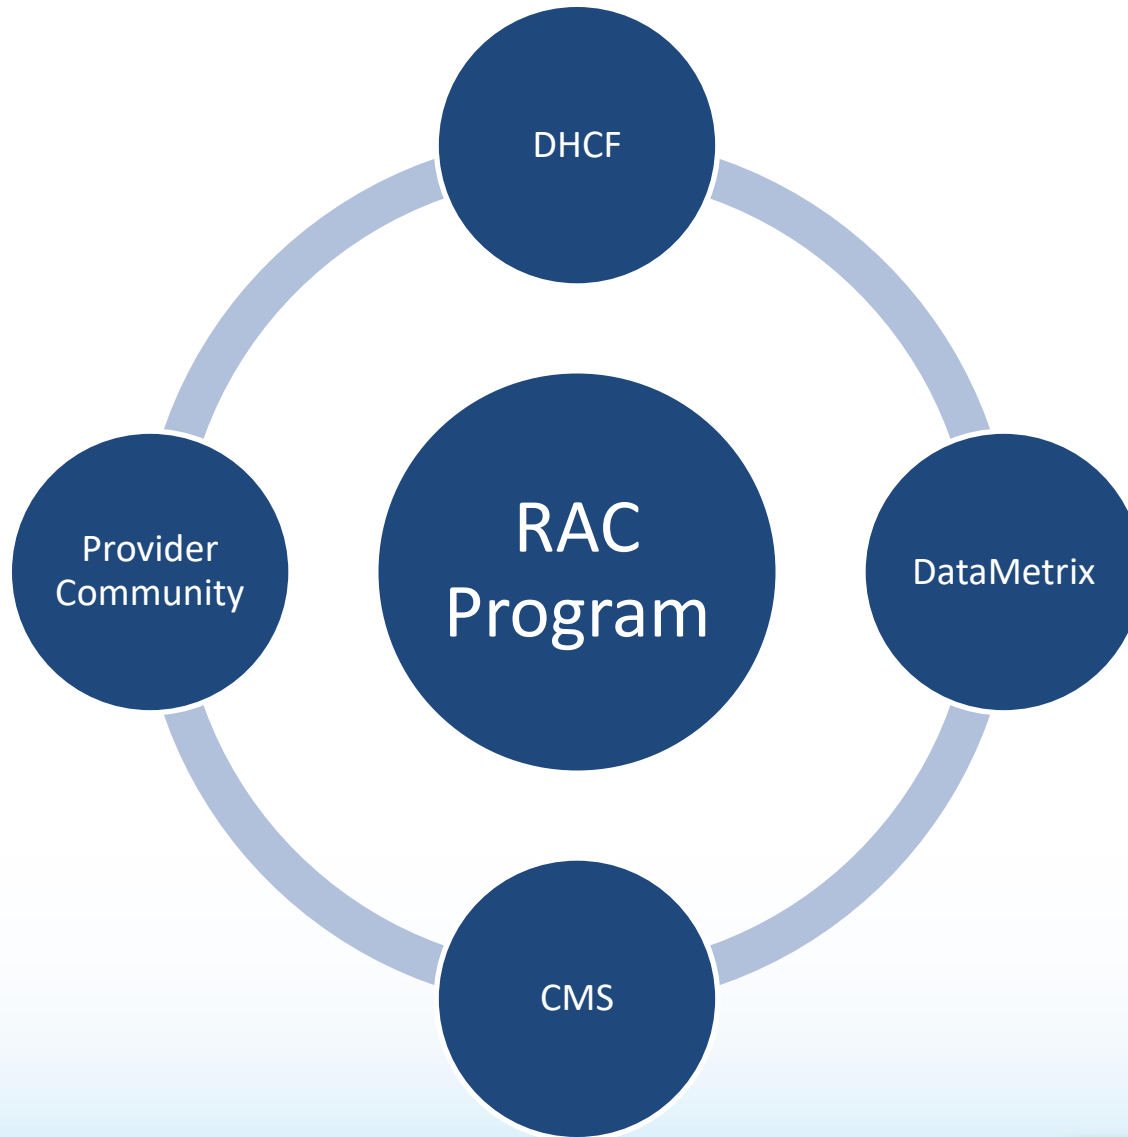 DHCF
Provider
Community
RAC
Program
DataMetrix
CMS